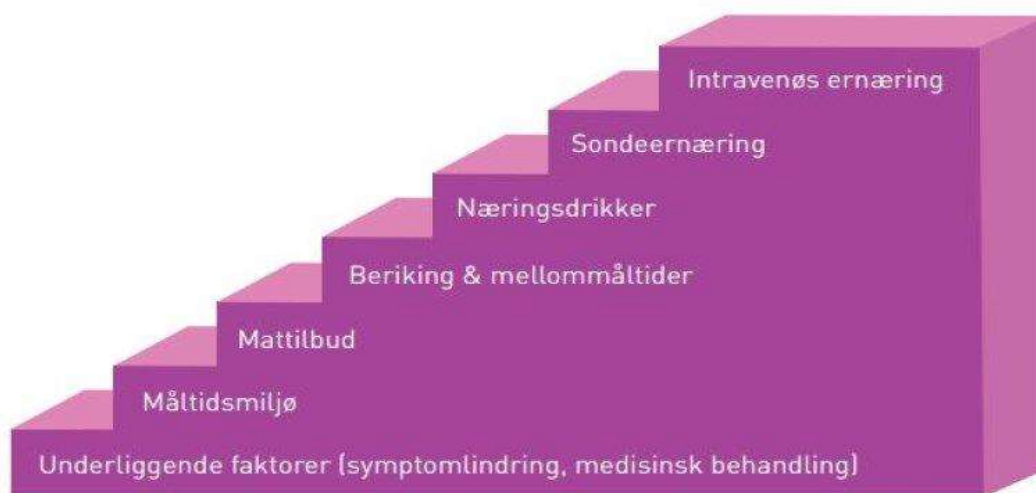 Intravenøs ernæring
Sondeernæring
Næringsdrikker
Beriking & mellommåltider
Mattilbud
Måltidsmiljø
Underliggende faktorer (symptomlindring, medisinsk behandling)